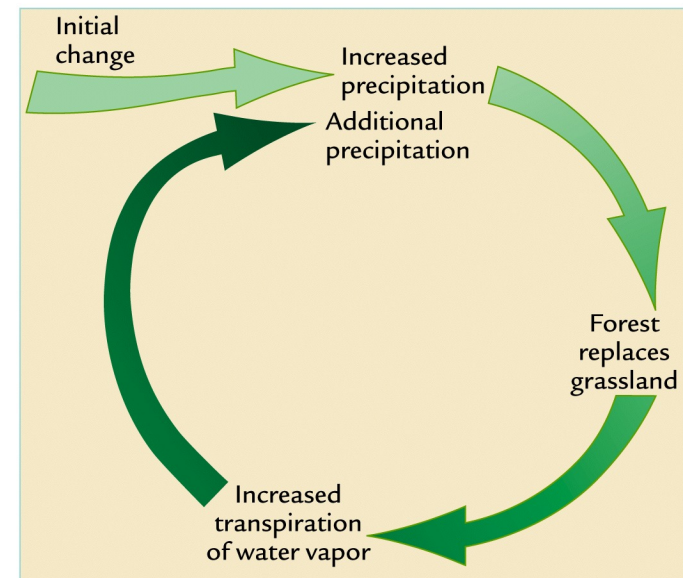 Initial
change
Increased
precipitation
Additional
precipitation
Forest
replaces
grassland
Increased
transpiration
of water vapor